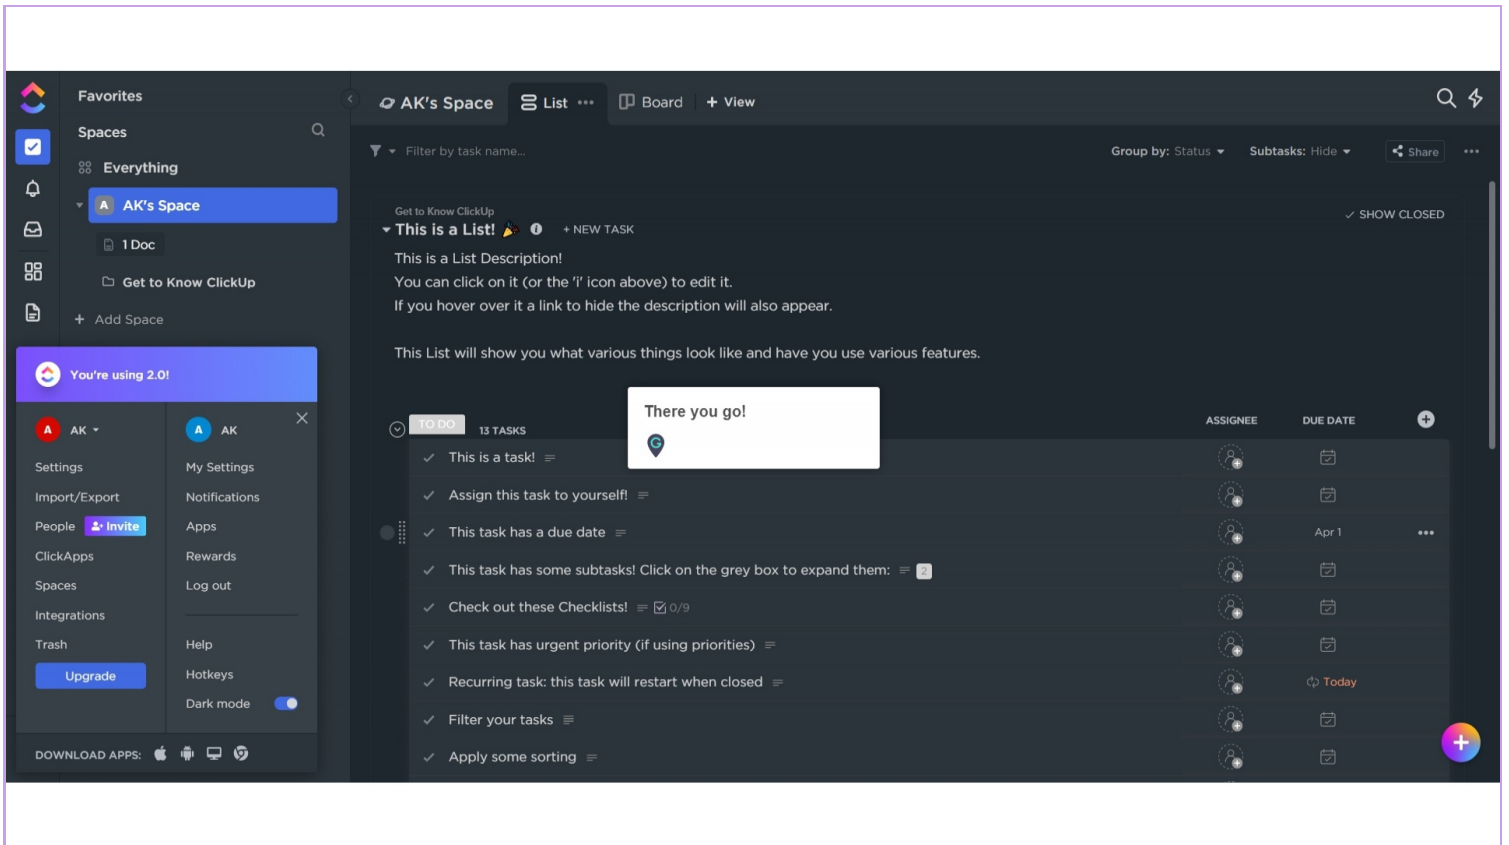 Favorites
Spaces
Everything
A AK's Space
1 Doc
Get to Know ClickUp
+ Add Space
You're using 2.0!
A AK
Settings
Import/Export
People Invite
ClickApps
Spaces
Integrations
Trash
Upgrade
A AK
My Settings
Notifications
Apps
Rewards
Log out
Help
Hotkeys
Dark mode
DOWNLOAD APPS:
AK's Space List Board + View
Filter by task name...
Group by: Status Subtasks: Hide Share
Get to Know ClickUp
This is a List! + NEW TASK
SHOW CLOSED
This is a List Description!
You can click on it (or the 'i' icon above) to edit it.
If you hover over it a link to hide the description will also appear.
This List will show you what various things look like and have you use various features.
There you go!
G
TO DO 13 TASKS ASSIGNEE DUE DATE
This is a task!
Assign this task to yourself!
This task has a due date Apr 1
This task has some subtasks! Click on the grey box to expand them: 2
Check out these Checklists! 0/9
This task has urgent priority (if using priorities)
Recurring task: this task will restart when closed Today
Filter your tasks
Apply some sorting